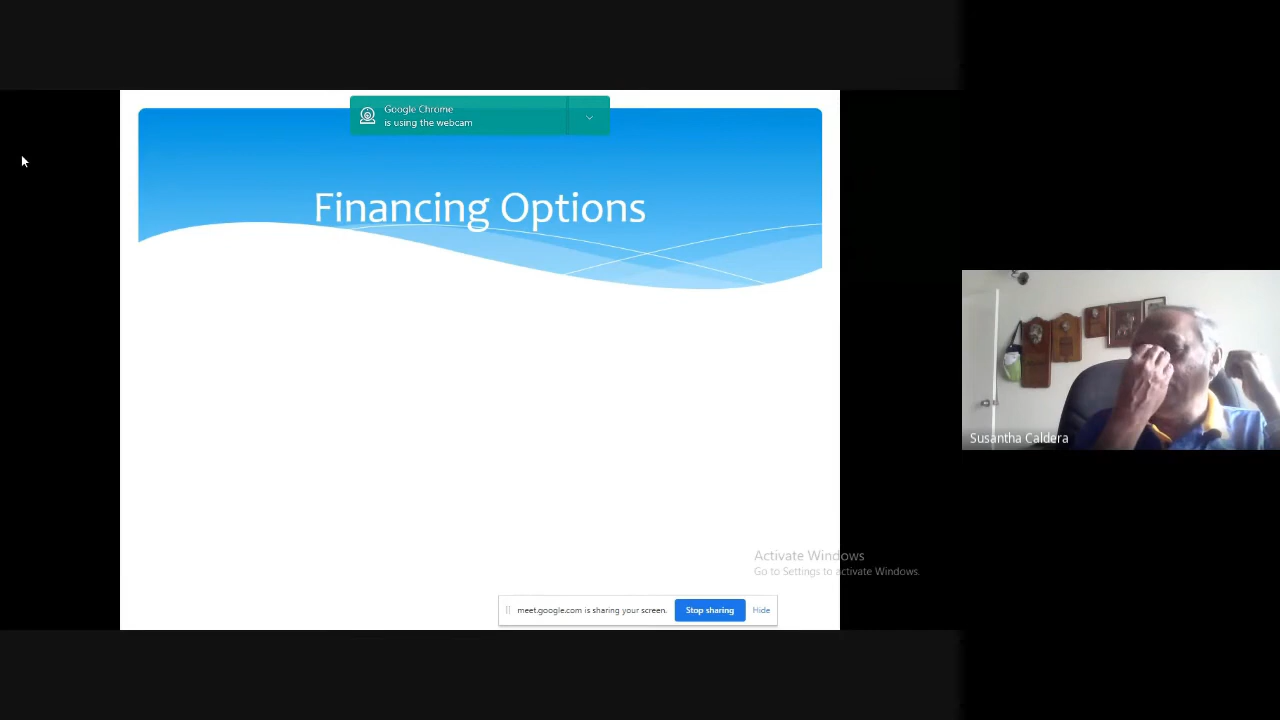 Google Chrome
is using the webcam
Financing Options
Susantha Caldera
Activate Windows
Go to Settings to activate Windows.
meet.google.com is sharing your screen.
Stop sharing
Hide